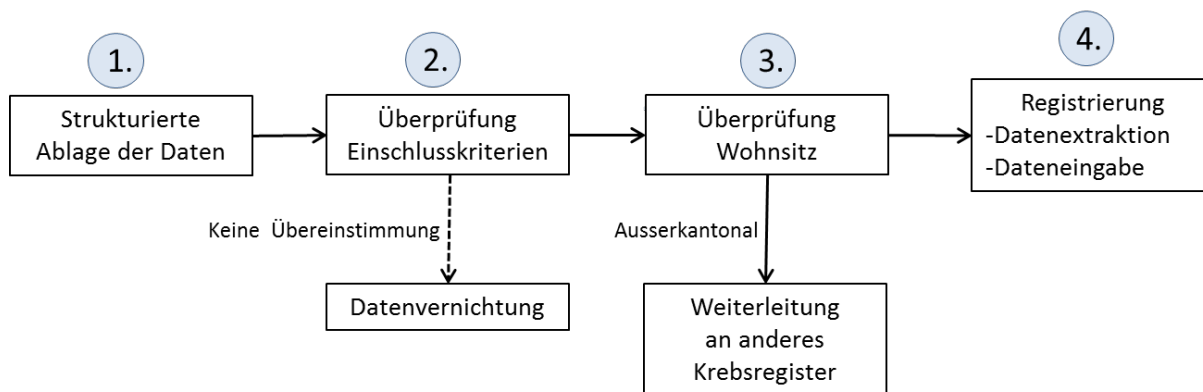 1.
Strukturierte
Ablage der Daten
2.
Überprüfung
Einschlusskriterien
3.
Überprüfung
Wohnsitz
4.
Registrierung
-Datenextraktion
-Dateneingabe
Keine Übereinstimmung
Datenvernichtung
Ausserkantonal
Weiterleitung
an anderes
Krebsregister